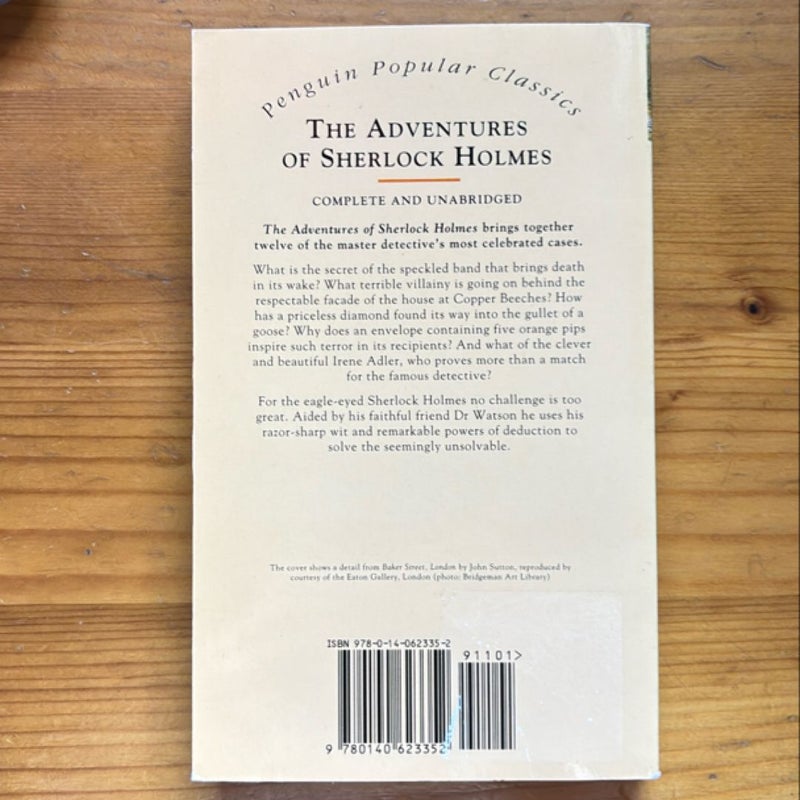 Penguin Popular Classics
THE ADVENTURES
OF SHERLOCK HOLMES
COMPLETE AND UNABRIDGED
The Adventures of Sherlock Holmes brings together
twelve of the master detective's most celebrated cases.
What is the secret of the speckled band that brings death
in its wake? What terrible villainy is going on behind the
respectable facade of the house at Copper Beeches? How
has a priceless diamond found its way into the gullet of a
goose? Why does an envelope containing five orange pips
inspire such terror in its recipients? And what of the clever
and beautiful Irene Adler, who proves more than a match
for the famous detective?
For the eagle-eyed Sherlock Holmes no challenge is too
great. Aided by his faithful friend Dr Watson he uses his
razor-sharp wit and remarkable powers of deduction to
solve the seemingly unsolvable.
The cover shows a detail from Baker Street, London by John Sutton, reproduced by
courtesy of the Eaton Gallery, London (photo: Bridgeman Art Library)
ISBN 978-0-14-062335-2
91101>
9 780140 623352